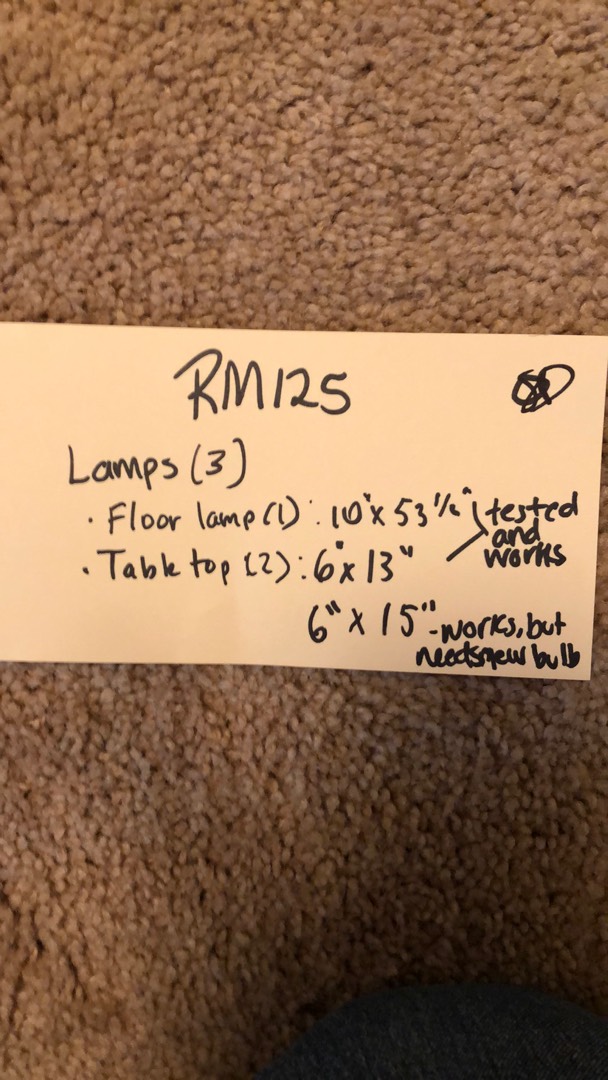 RM125
Lamps (3)
· Floor lamp (1): 10" x 53 1/2"
· Table top (2): 6" x 13"
tested
and
works
6" x 15" - works, but
needs new bulb